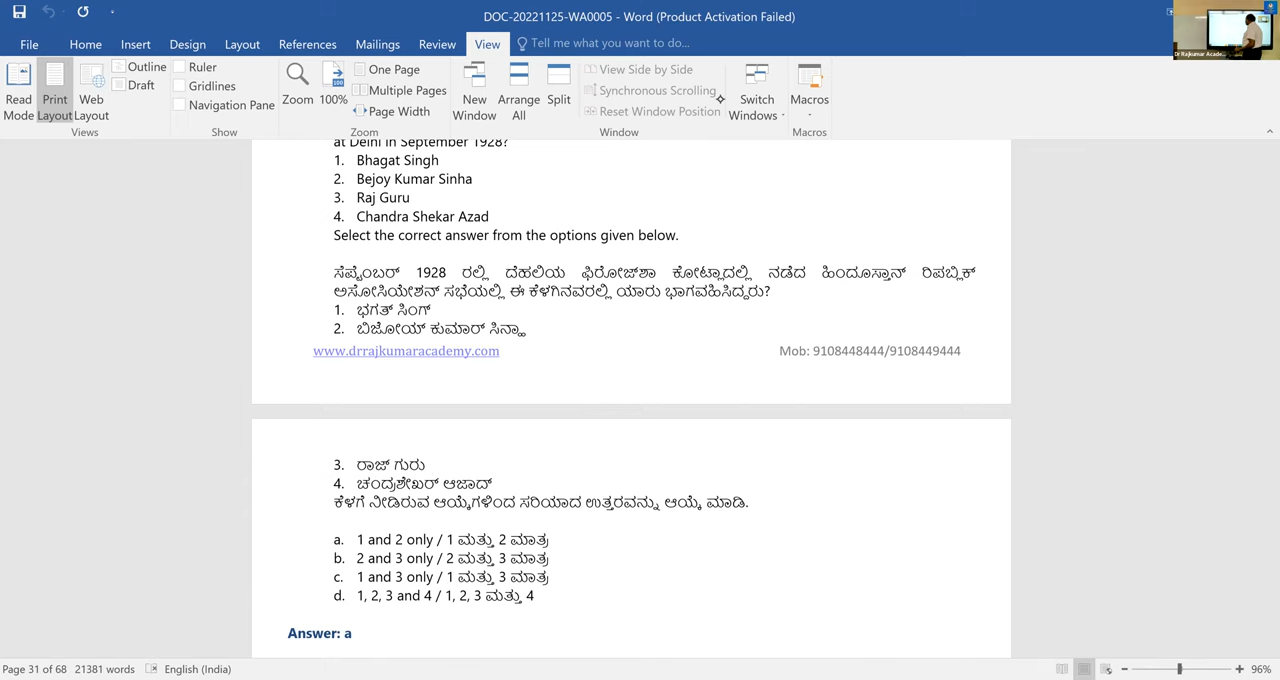 DOC-20221125-WA0005 - Word (Product Activation Failed)
File Home Insert Design Layout References Mailings Review View Tell me what you want to do...
Read Mode
Print Layout
Web Layout
Outline
Draft
Views
Ruler
Gridlines
Navigation Pane
Show
Zoom
100%
One Page
Multiple Pages
Page Width
Zoom
New Window
Arrange All
Split
View Side by Side
Synchronous Scrolling
Reset Window Position
Window
Switch Windows
Macros
Macros
Dr Rajkumar Acade...
at Delhi in September 1928?
1. Bhagat Singh
2. Bejoy Kumar Sinha
3. Raj Guru
4. Chandra Shekar Azad
Select the correct answer from the options given below.
ಸೆಪ್ಟೆಂಬರ್ 1928 ರಲ್ಲಿ ದೆಹಲಿಯ ಫಿರೋಜ್‌ಶಾ ಕೋಟ್ಲಾದಲ್ಲಿ ನಡೆದ ಹಿಂದೂಸ್ತಾನ್ ರಿಪಬ್ಲಿಕ್
ಅಸೋಸಿಯೇಶನ್ ಸಭೆಯಲ್ಲಿ ಈ ಕೆಳಗಿನವರಲ್ಲಿ ಯಾರು ಭಾಗವಹಿಸಿದ್ದರು?
1. ಭಗತ್ ಸಿಂಗ್
2. ಬಿಜೋಯ್ ಕುಮಾರ್ ಸಿನ್ಹಾ
www.drrajkumaracademy.com Mob: 9108448444/9108449444
3. ರಾಜ್ ಗುರು
4. ಚಂದ್ರಶೇಖರ್ ಆಜಾದ್
ಕೆಳಗೆ ನೀಡಿರುವ ಆಯ್ಕೆಗಳಿಂದ ಸರಿಯಾದ ಉತ್ತರವನ್ನು ಆಯ್ಕೆ ಮಾಡಿ.
a. 1 and 2 only / 1 ಮತ್ತು 2 ಮಾತ್ರ
b. 2 and 3 only / 2 ಮತ್ತು 3 ಮಾತ್ರ
c. 1 and 3 only / 1 ಮತ್ತು 3 ಮಾತ್ರ
d. 1, 2, 3 and 4 / 1, 2, 3 ಮತ್ತು 4
Answer: a
Page 31 of 68 21381 words English (India) 96%